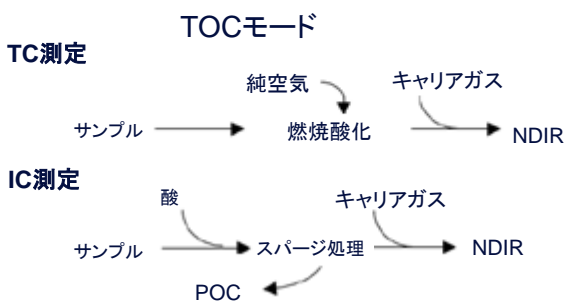 TOCモード
TC測定
純空気
キャリアガス
サンプル
燃焼酸化
NDIR
IC測定
酸
キャリアガス
サンプル
スパージ処理
NDIR
POC